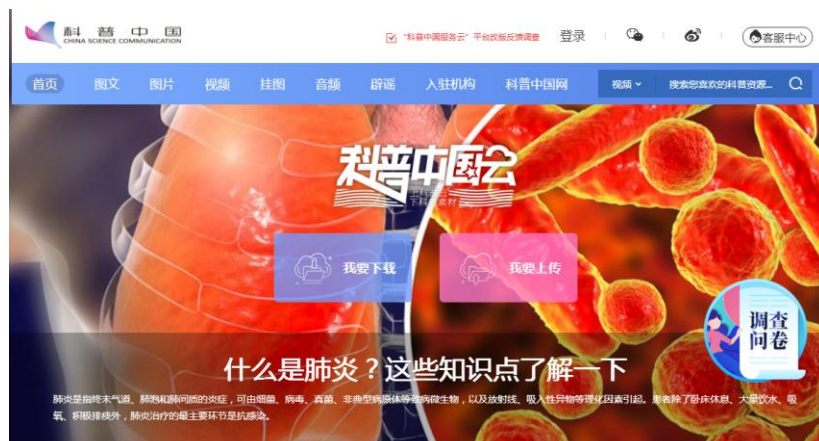 科普中国
CHINA SCIENCE COMMUNICATION
“科普中国服务云”平台改版反馈调查
登录
客服中心
首页 图文 图片 视频 挂图 音频 辟谣 入驻机构 科普中国网 视频 搜索您喜欢的科普资源...
科普中国云
上科普云
下科普素材
我要下载 我要上传
调查
问卷
什么是肺炎？这些知识点了解一下
肺炎是指终末气道、肺泡和肺间质的炎症，可由细菌、病毒、真菌、非典型病原体等致病微生物，以及放射线、吸入性异物等理化因素引起。患者除了卧床休息、大量饮水、吸
氧、积极排痰外，肺炎治疗的最主要环节是抗感染。